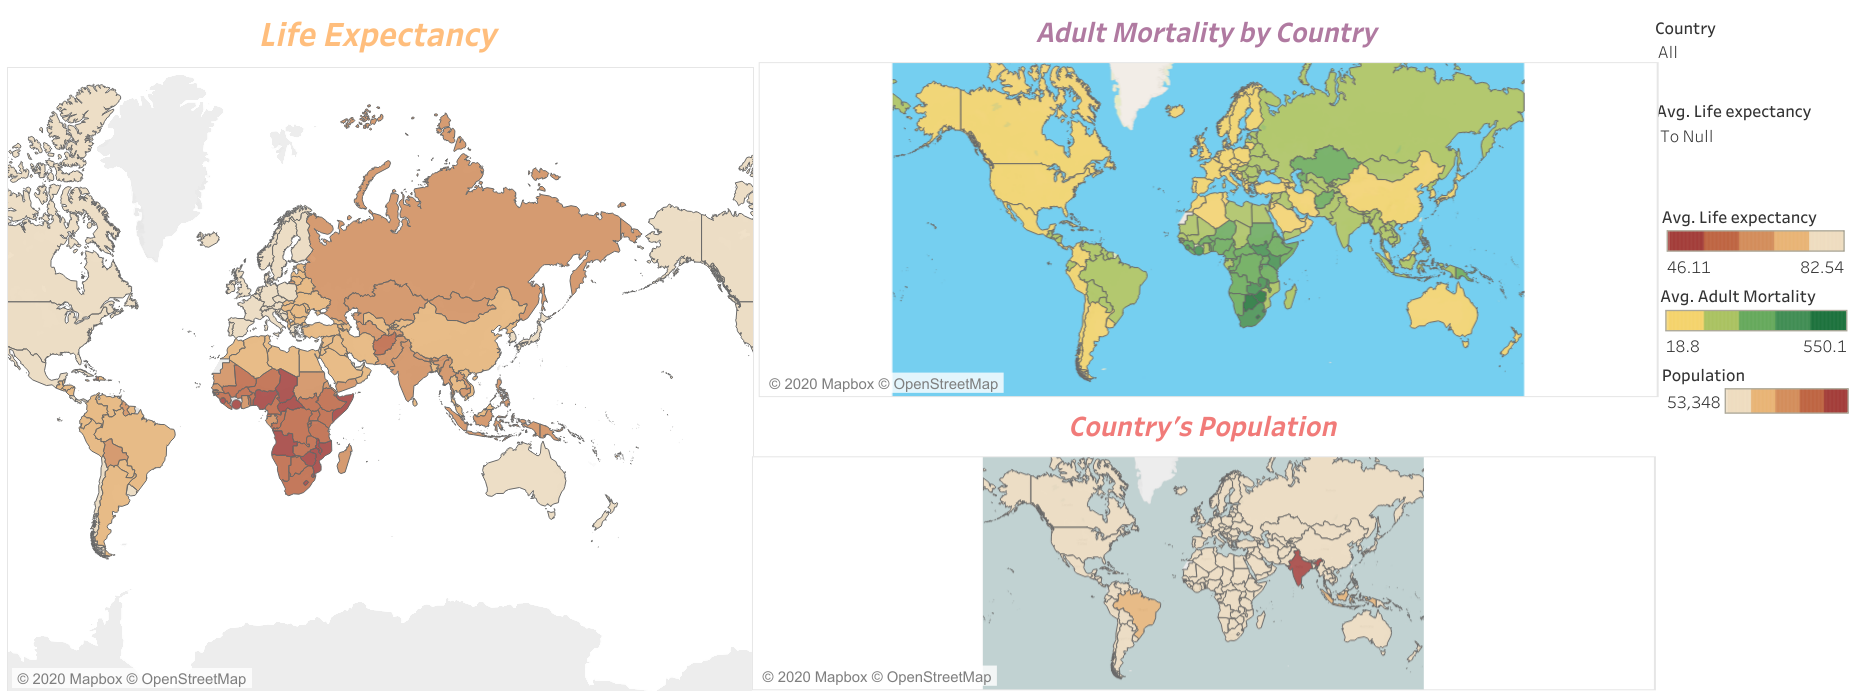 Life Expectancy
© 2020 Mapbox © OpenStreetMap
Adult Mortality by Country
© 2020 Mapbox © OpenStreetMap
Country's Population
© 2020 Mapbox © OpenStreetMap
Country
All
Avg. Life expectancy
To Null
Avg. Life expectancy
46.11 82.54
Avg. Adult Mortality
18.8 550.1
Population
53,348